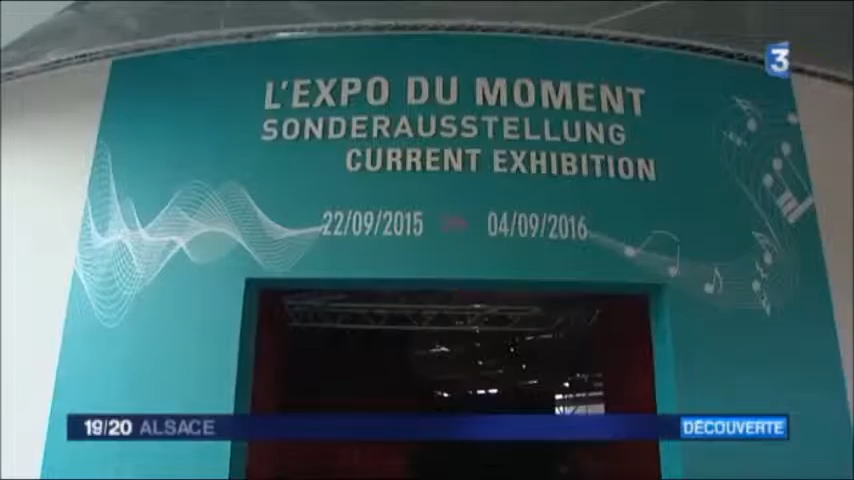 3
L'EXPO DU MOMENT
SONDERAUSSTELLUNG
CURRENT EXHIBITION
22/09/2015 04/09/2016
19/20 ALSACE
DÉCOUVERTE